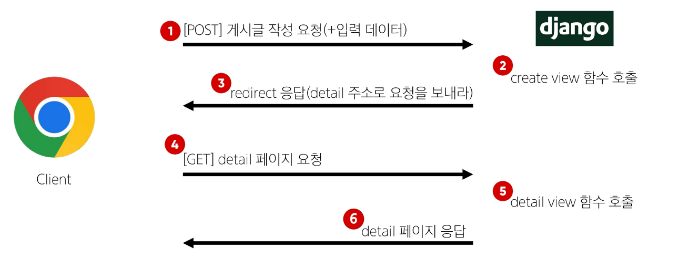 1 [POST] 게시글 작성 요청(+입력 데이터)
django
2 create view 함수 호출
3 redirect 응답(detail 주소로 요청을 보내라)
4 [GET] detail 페이지 요청
Client
5 detail view 함수 호출
6 detail 페이지 응답